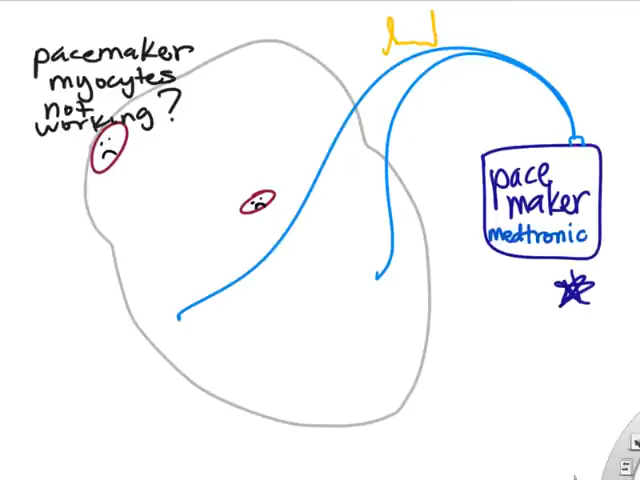 pacemaker
myocytes
not
working?
pace
maker
medtronic